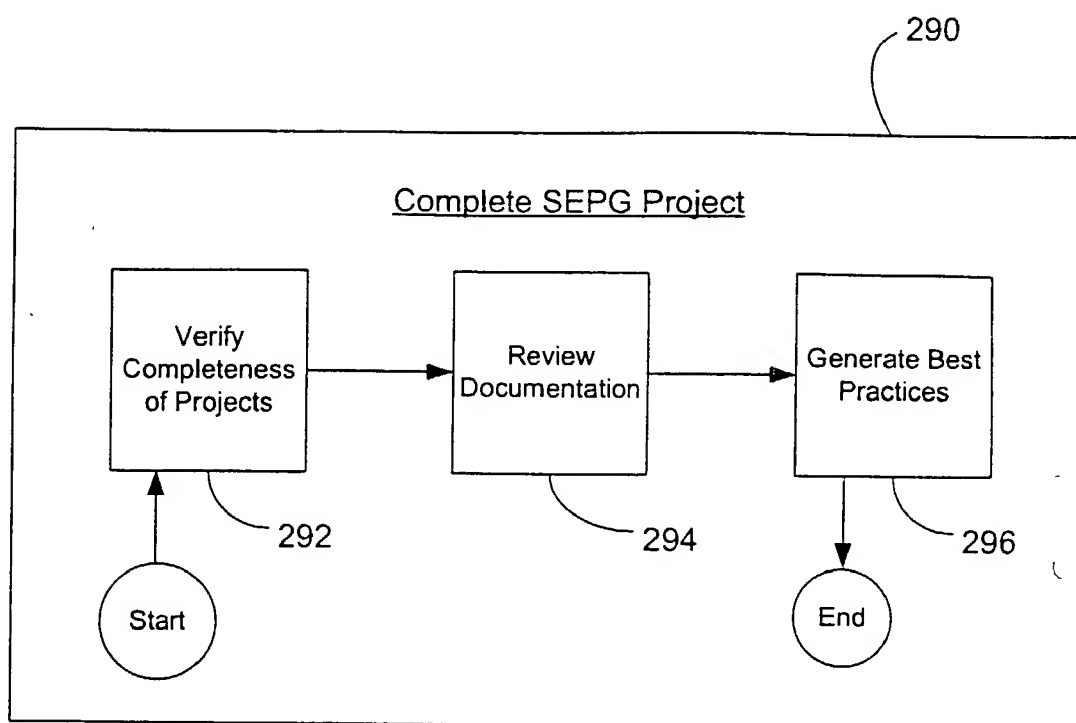 290
Complete SEPG Project
Verify
Completeness
of Projects
Review
Documentation
Generate Best
Practices
292
294
296
Start
End